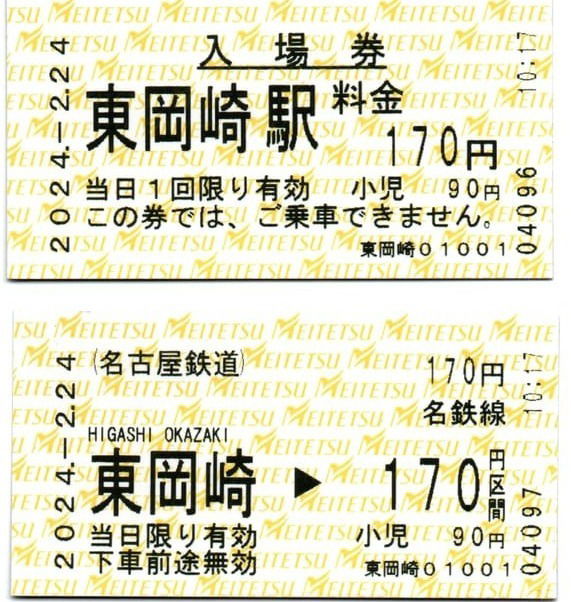 入場券
東岡崎駅 料金
170円
当日1回限り有効 小児 90円
この券では、ご乗車できません。
東岡崎01001
2024.-2.24
10:17
04096
(名古屋鉄道)
170円
名鉄線
HIGASHI OKAZAKI
東岡崎 ▶ 170円区間
当日限り有効 小児 90円
下車前途無効
東岡崎01001
2024.-2.24
10:17
04097
MEITETSU